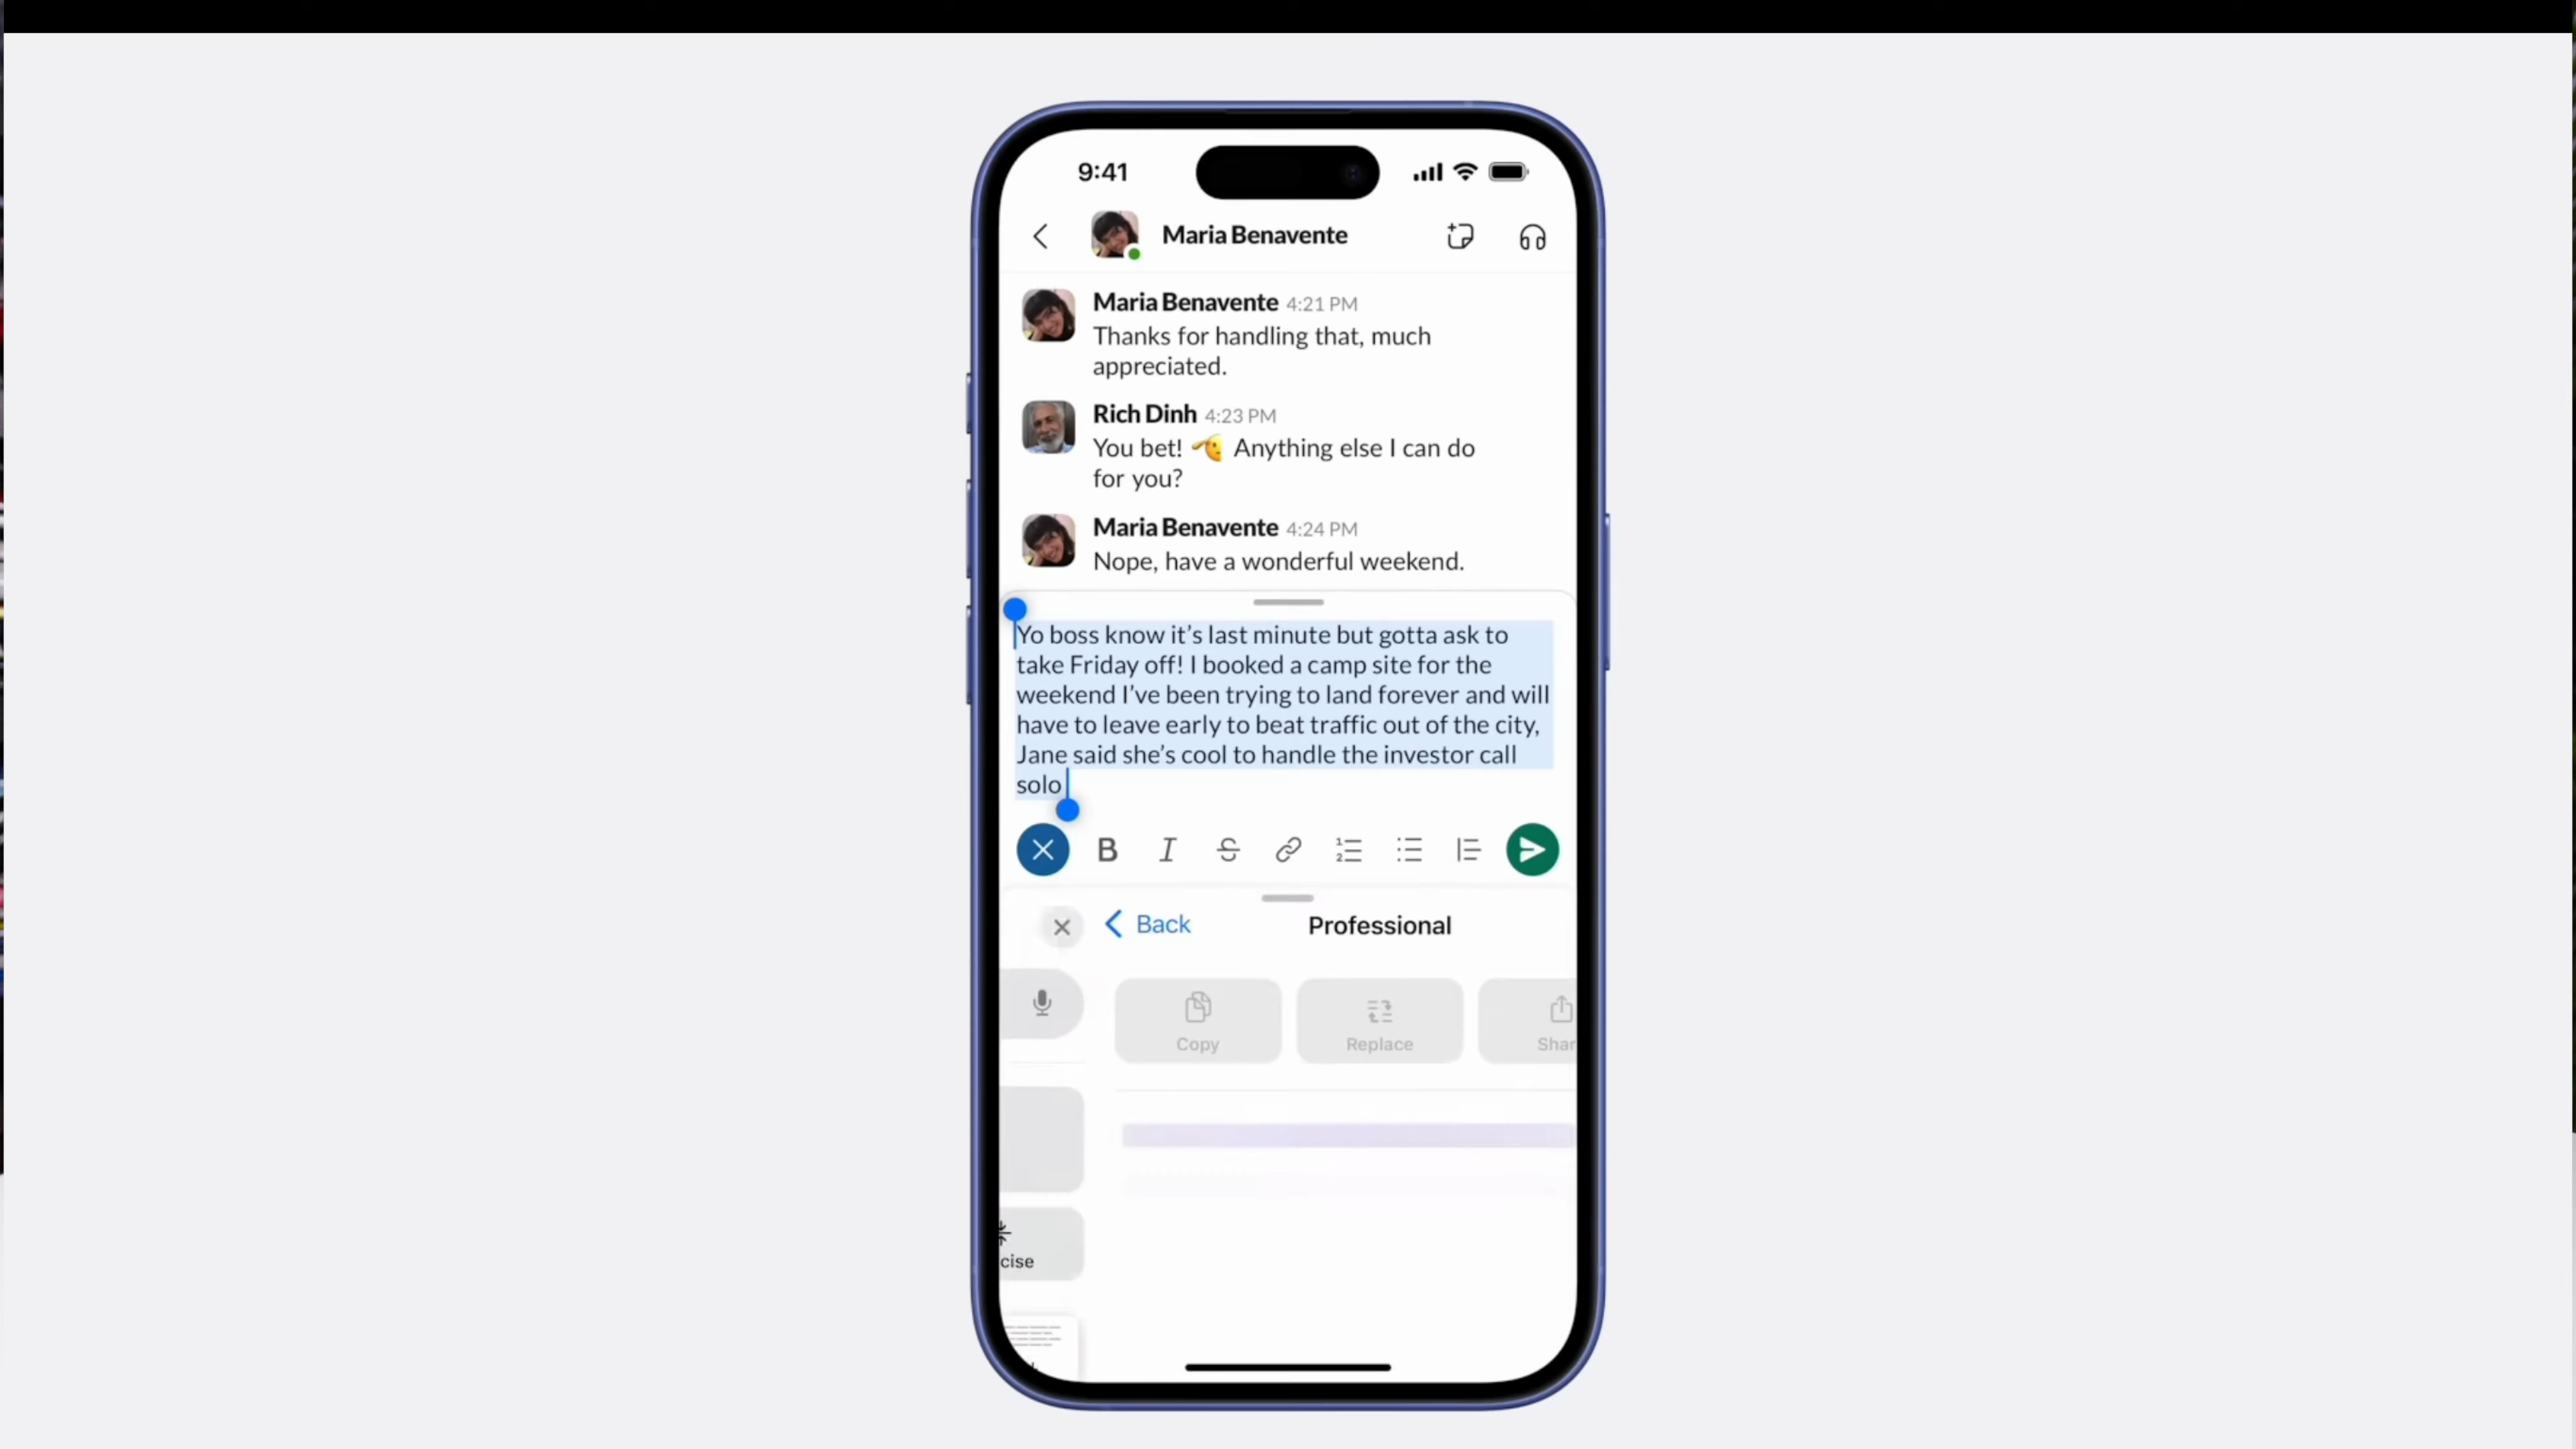 9:41
Maria Benavente
Maria Benavente 4:21 PM
Thanks for handling that, much
appreciated.
Rich Dinh 4:23 PM
You bet! 🫡 Anything else I can do
for you?
Maria Benavente 4:24 PM
Nope, have a wonderful weekend.
Yo boss know it’s last minute but gotta ask to
take Friday off! I booked a camp site for the
weekend I’ve been trying to land forever and will
have to leave early to beat traffic out of the city,
Jane said she’s cool to handle the investor call
solo
B I S
Back
Professional
Copy
Replace
Shar
cise